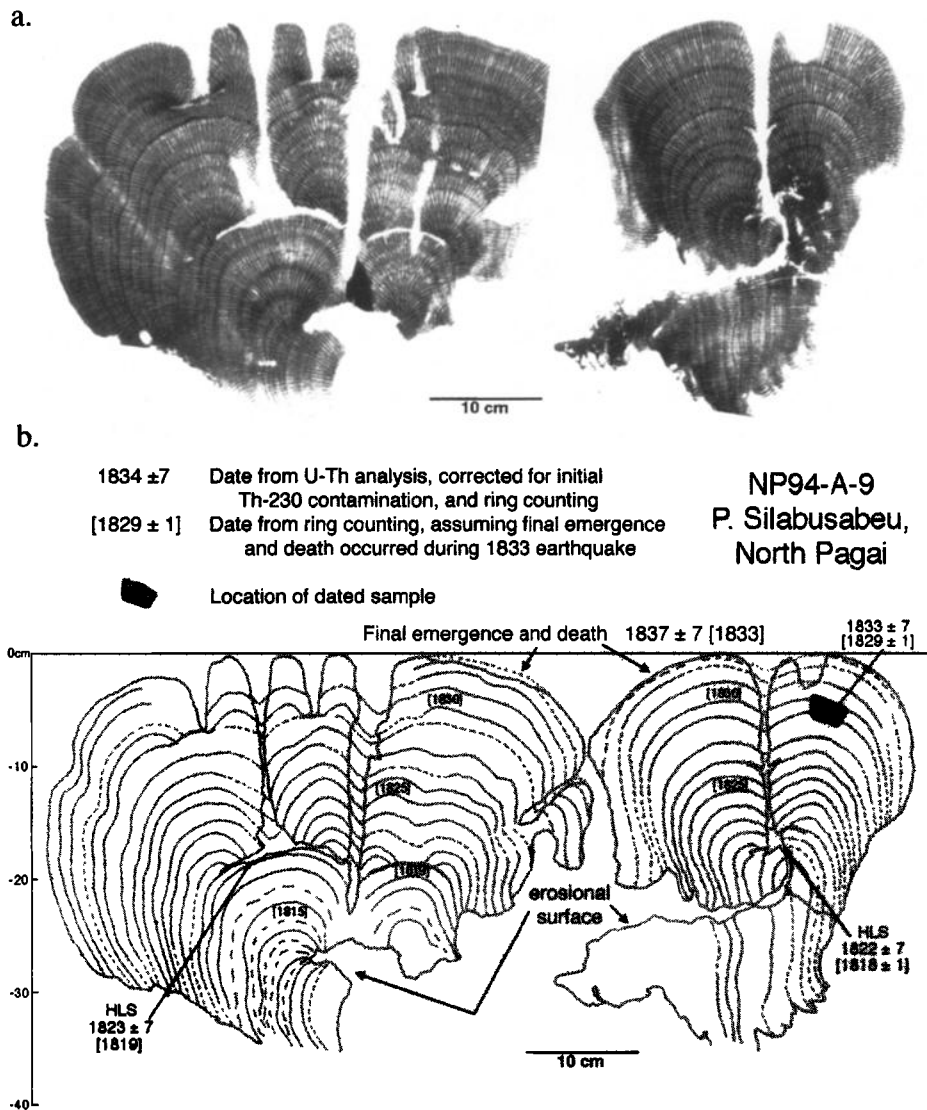 a.
10 cm
b.
1834 ±7 Date from U-Th analysis, corrected for initial
Th-230 contamination, and ring counting
[1829 ± 1] Date from ring counting, assuming final emergence
and death occurred during 1833 earthquake
Location of dated sample
NP94-A-9
P. Silabusabeu,
North Pagai
Final emergence and death 1837 ± 7 [1833]
1833 ± 7
[1829 ± 1]
0cm
[1830]
[1830]
-10
[1825]
[1825]
-20
[1815]
erosional
surface
HLS
1822 ± 7
[1818 ± 1]
-30
HLS
1823 ± 7
[1819]
10 cm
-40